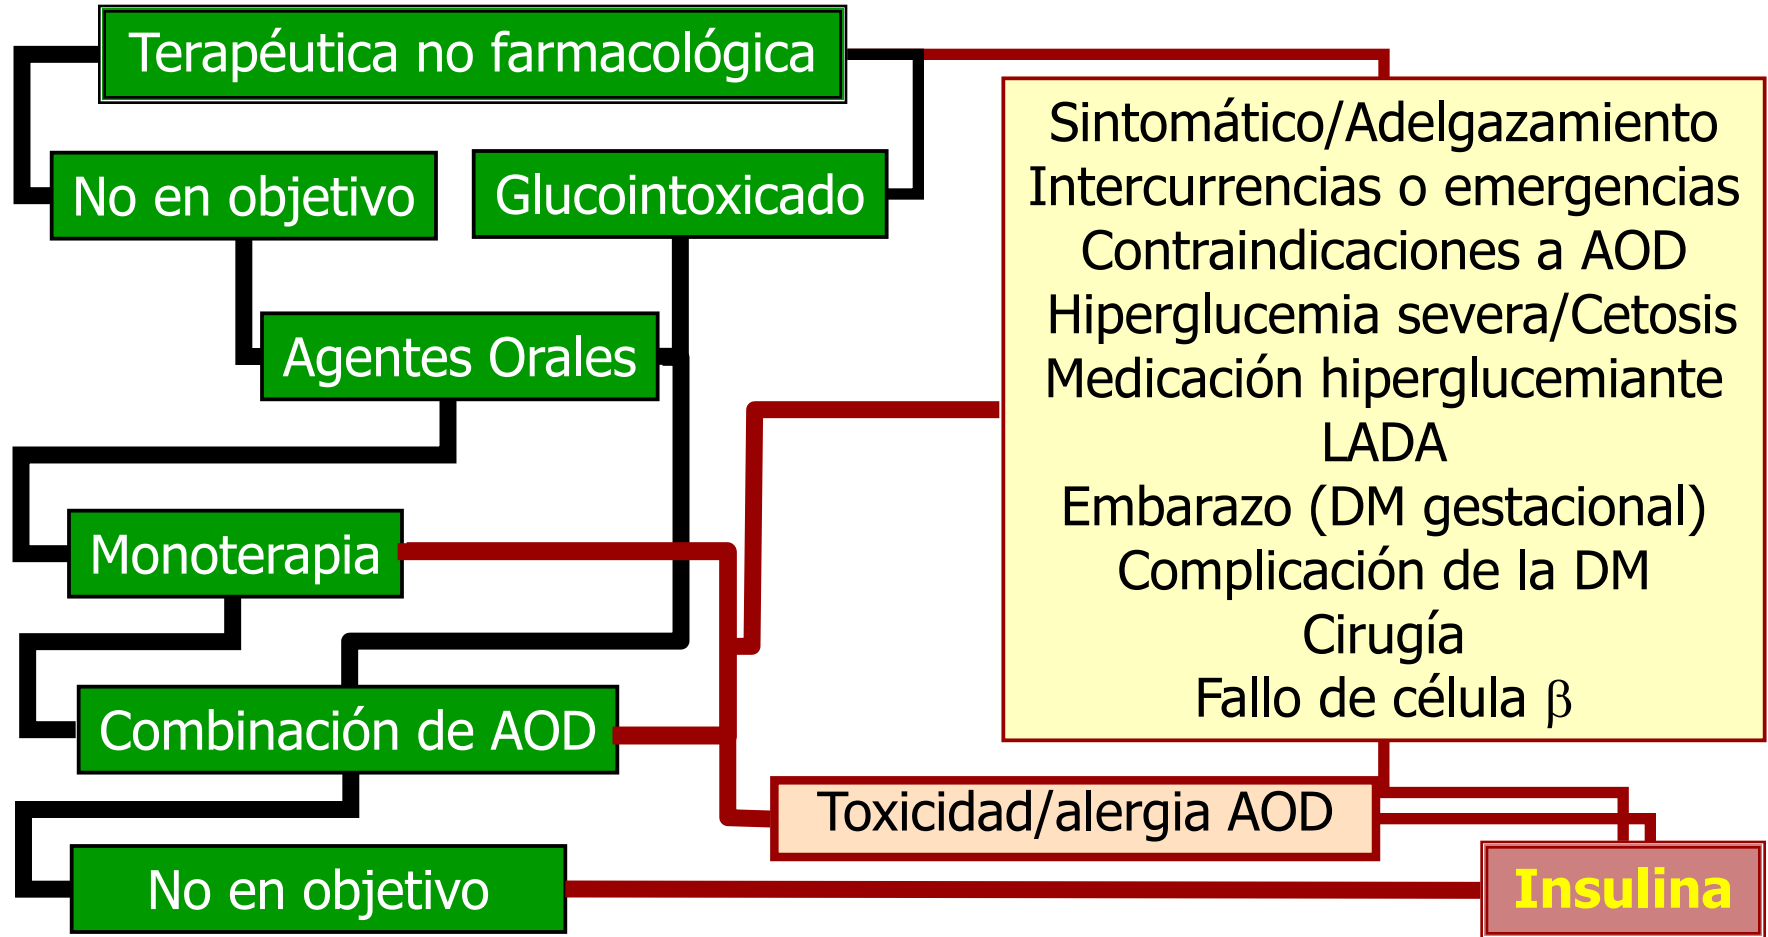 Terapéutica no farmacológica
No en objetivo
Glucointoxicado
Agentes Orales
Monoterapia
Combinación de AOD
No en objetivo
Sintomático/Adelgazamiento
Intercurrencias o emergencias
Contraindicaciones a AOD
Hiperglucemia severa/Cetosis
Medicación hiperglucemiante
LADA
Embarazo (DM gestacional)
Complicación de la DM
Cirugía
Fallo de célula β
Toxicidad/alergia AOD
Insulina